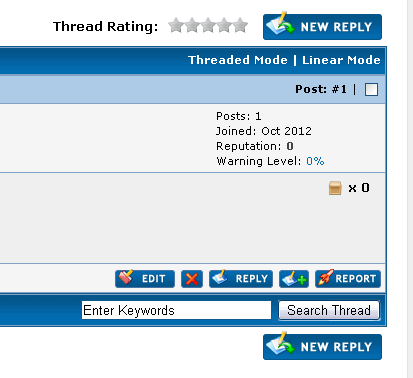 Thread Rating: NEW REPLY
Threaded Mode | Linear Mode
Post: #1 |
Posts: 1
Joined: Oct 2012
Reputation: 0
Warning Level: 0%
x 0
EDIT REPLY REPORT
Enter Keywords Search Thread
NEW REPLY